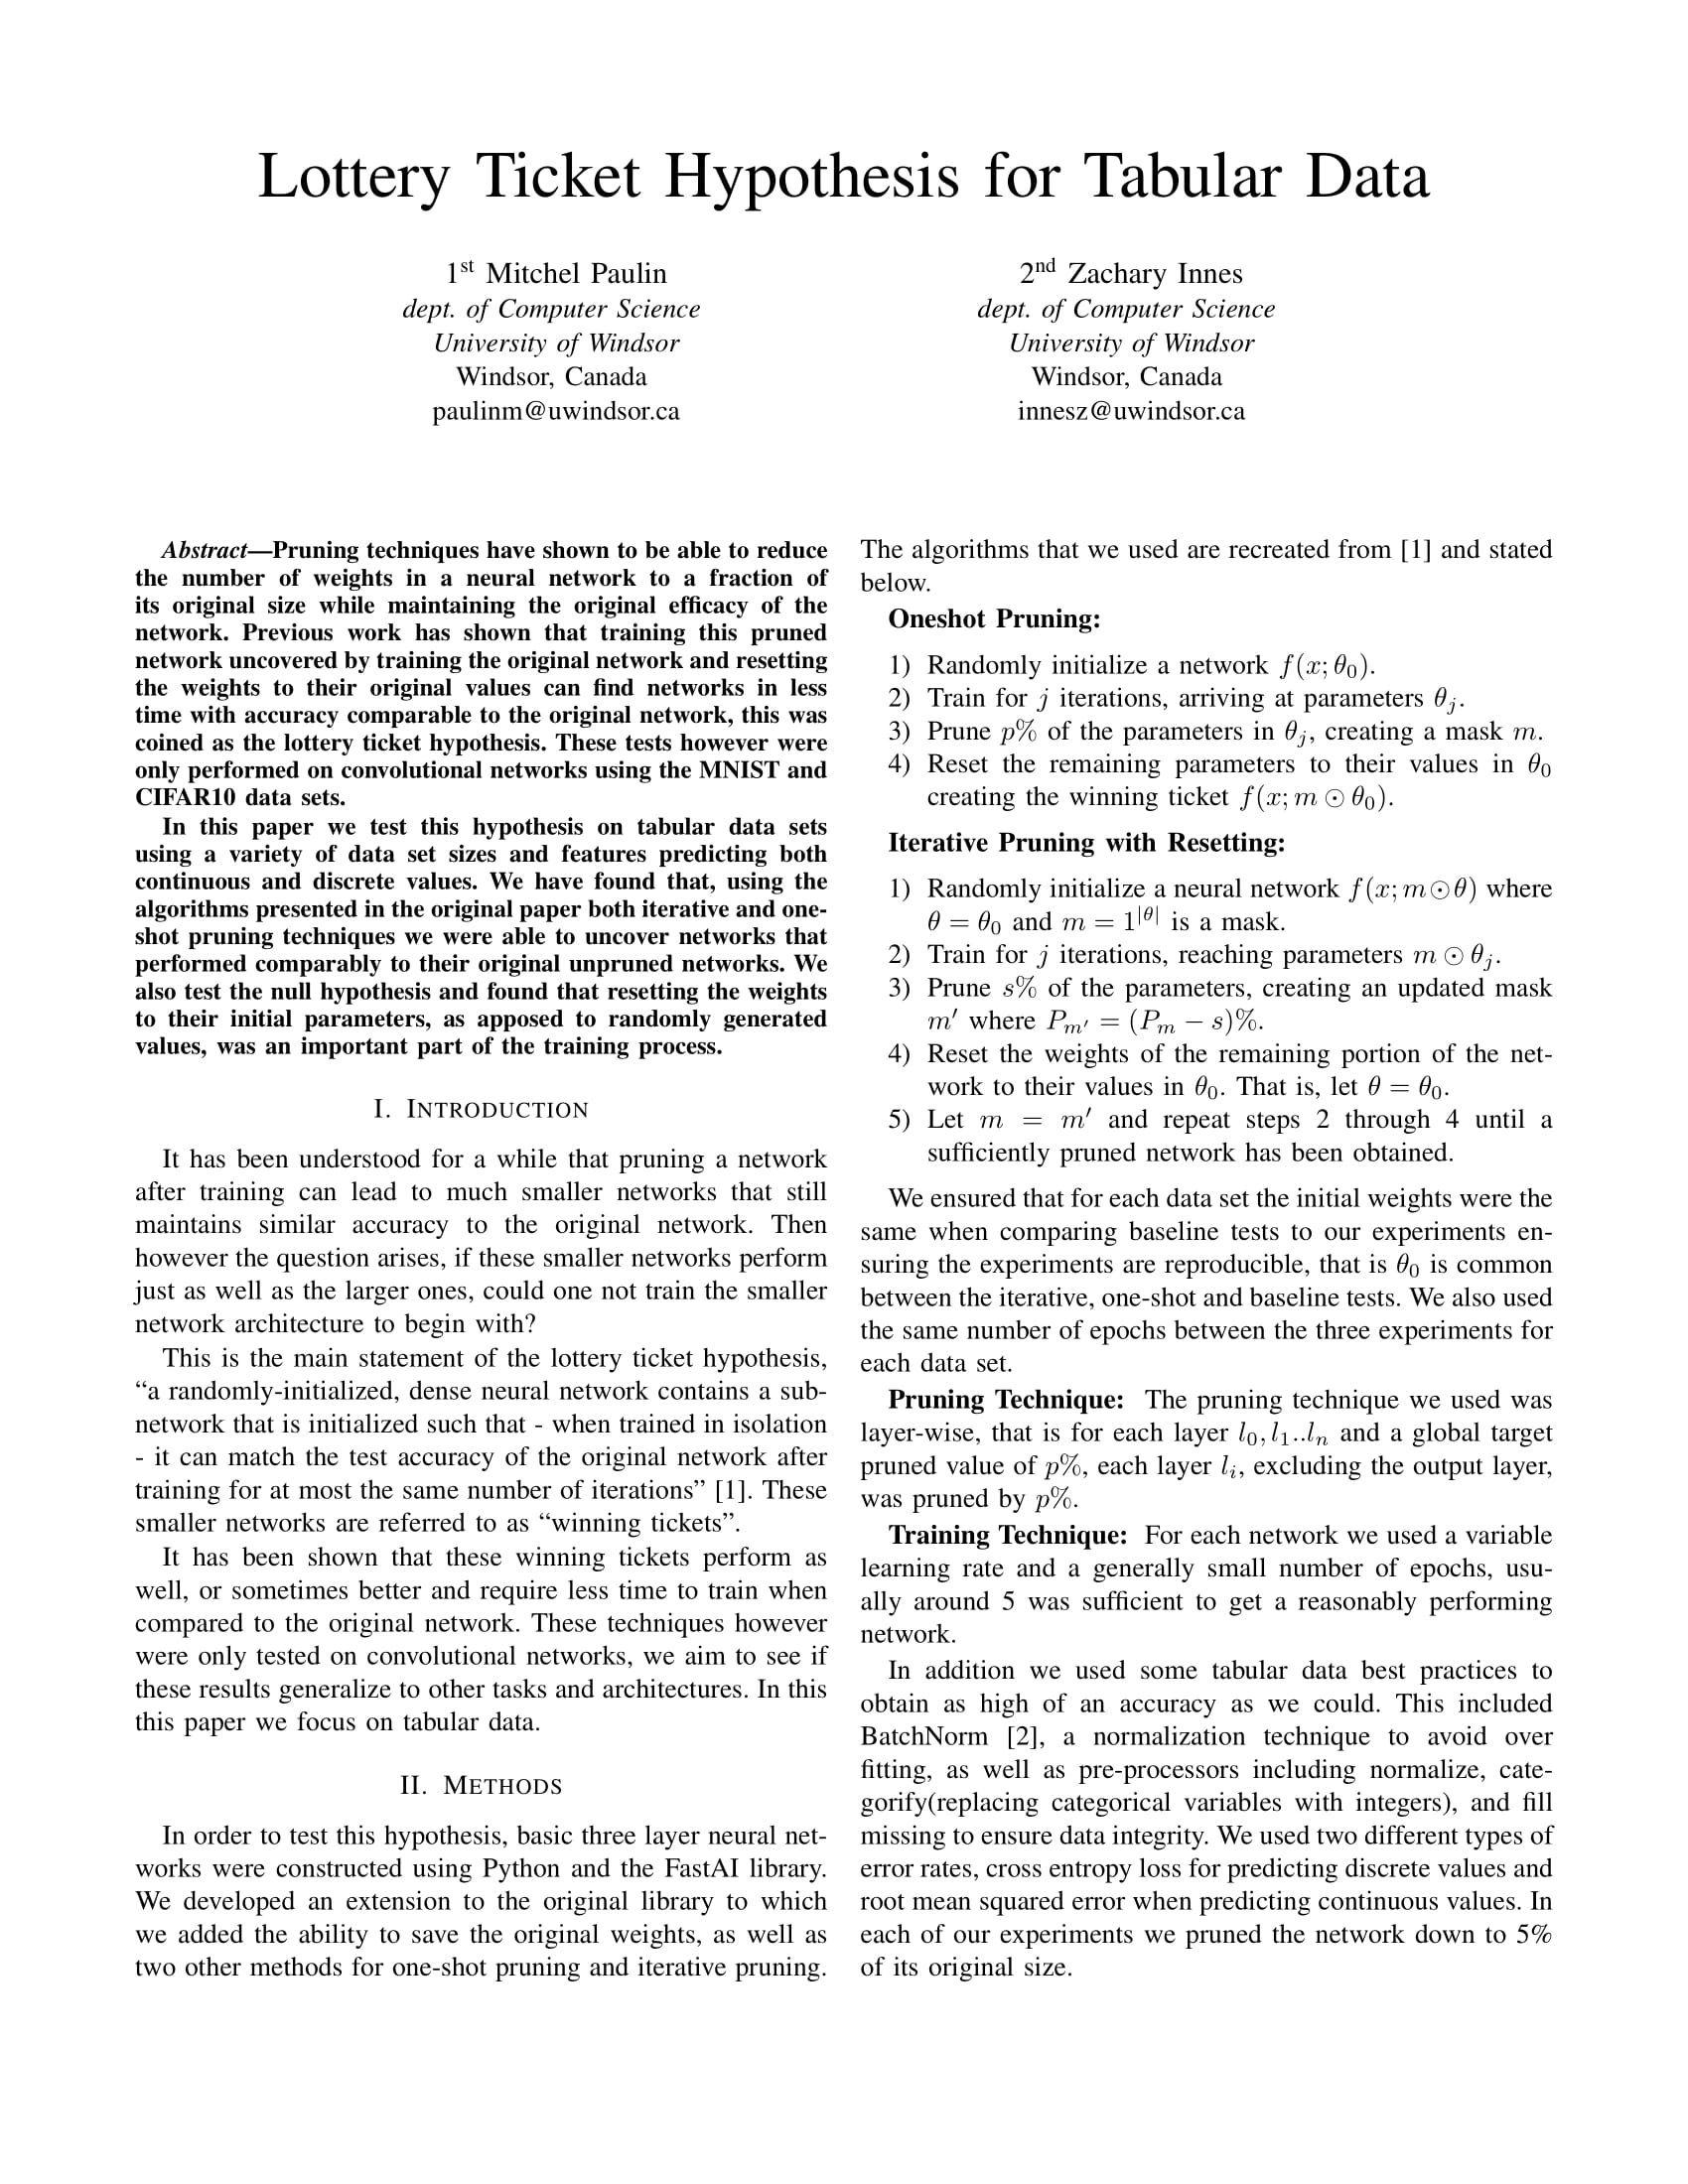 Lottery Ticket Hypothesis for Tabular Data
1st Mitchel Paulin
dept. of Computer Science
University of Windsor
Windsor, Canada
paulinm@uwindsor.ca
2nd Zachary Innes
dept. of Computer Science
University of Windsor
Windsor, Canada
innesz@uwindsor.ca
Abstract—Pruning techniques have shown to be able to reduce
the number of weights in a neural network to a fraction of
its original size while maintaining the original efficacy of the
network. Previous work has shown that training this pruned
network uncovered by training the original network and resetting
the weights to their original values can find networks in less
time with accuracy comparable to the original network, this was
coined as the lottery ticket hypothesis. These tests however were
only performed on convolutional networks using the MNIST and
CIFAR10 data sets.
In this paper we test this hypothesis on tabular data sets
using a variety of data set sizes and features predicting both
continuous and discrete values. We have found that, using the
algorithms presented in the original paper both iterative and one-
shot pruning techniques we were able to uncover networks that
performed comparably to their original unpruned networks. We
also test the null hypothesis and found that resetting the weights
to their initial parameters, as apposed to randomly generated
values, was an important part of the training process.
I. INTRODUCTION
It has been understood for a while that pruning a network
after training can lead to much smaller networks that still
maintains similar accuracy to the original network. Then
however the question arises, if these smaller networks perform
just as well as the larger ones, could one not train the smaller
network architecture to begin with?
This is the main statement of the lottery ticket hypothesis,
“a randomly-initialized, dense neural network contains a sub-
network that is initialized such that - when trained in isolation
- it can match the test accuracy of the original network after
training for at most the same number of iterations” [1]. These
smaller networks are referred to as “winning tickets”.
It has been shown that these winning tickets perform as
well, or sometimes better and require less time to train when
compared to the original network. These techniques however
were only tested on convolutional networks, we aim to see if
these results generalize to other tasks and architectures. In this
this paper we focus on tabular data.
II. METHODS
In order to test this hypothesis, basic three layer neural net-
works were constructed using Python and the FastAI library.
We developed an extension to the original library to which
we added the ability to save the original weights, as well as
two other methods for one-shot pruning and iterative pruning.
The algorithms that we used are recreated from [1] and stated
below.
Oneshot Pruning:
1) Randomly initialize a network f(x; θ₀).
2) Train for j iterations, arriving at parameters θⱼ.
3) Prune p% of the parameters in θⱼ, creating a mask m.
4) Reset the remaining parameters to their values in θ₀
creating the winning ticket f(x; m ⊙ θ₀).
Iterative Pruning with Resetting:
1) Randomly initialize a neural network f(x; m⊙θ) where
θ = θ₀ and m = 1^|θ| is a mask.
2) Train for j iterations, reaching parameters m ⊙ θⱼ.
3) Prune s% of the parameters, creating an updated mask
m′ where P_m′ = (P_m − s)%.
4) Reset the weights of the remaining portion of the net-
work to their values in θ₀. That is, let θ = θ₀.
5) Let m = m′ and repeat steps 2 through 4 until a
sufficiently pruned network has been obtained.
We ensured that for each data set the initial weights were the
same when comparing baseline tests to our experiments en-
suring the experiments are reproducible, that is θ₀ is common
between the iterative, one-shot and baseline tests. We also used
the same number of epochs between the three experiments for
each data set.
Pruning Technique: The pruning technique we used was
layer-wise, that is for each layer l₀, l₁..lₙ and a global target
pruned value of p%, each layer lᵢ, excluding the output layer,
was pruned by p%.
Training Technique: For each network we used a variable
learning rate and a generally small number of epochs, usu-
ally around 5 was sufficient to get a reasonably performing
network.
In addition we used some tabular data best practices to
obtain as high of an accuracy as we could. This included
BatchNorm [2], a normalization technique to avoid over
fitting, as well as pre-processors including normalize, cate-
gorify(replacing categorical variables with integers), and fill
missing to ensure data integrity. We used two different types of
error rates, cross entropy loss for predicting discrete values and
root mean squared error when predicting continuous values. In
each of our experiments we pruned the network down to 5%
of its original size.